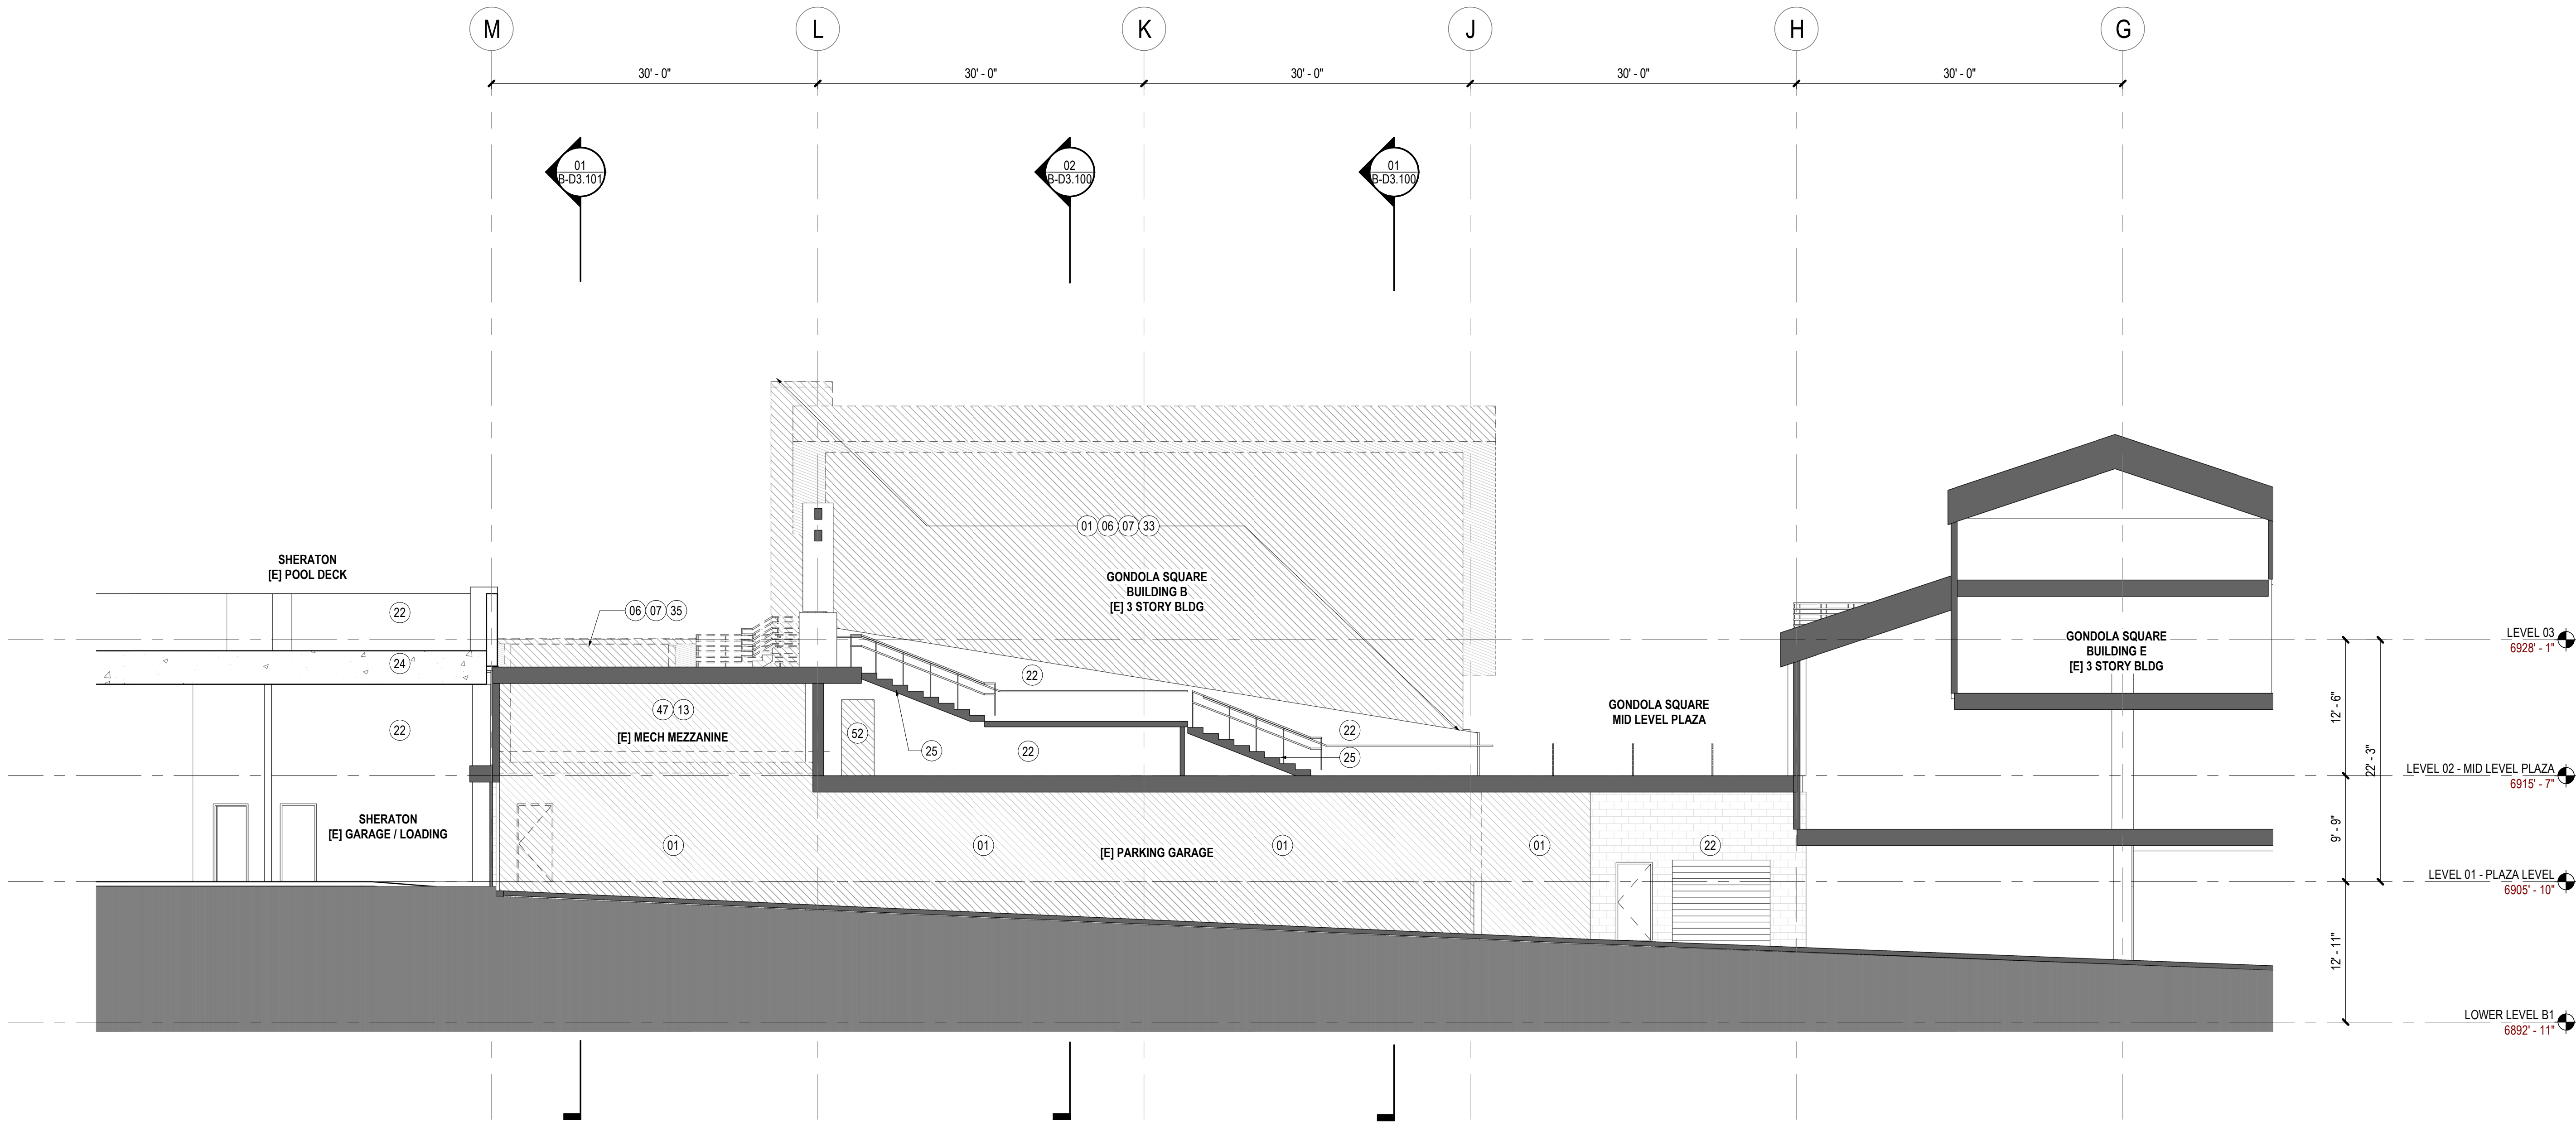 M
L
K
J
H
G
30' - 0"
30' - 0"
30' - 0"
30' - 0"
30' - 0"
01
B-D3.101
02
B-D3.100
01
B-D3.100
01 06 07 33
SHERATON
[E] POOL DECK
GONDOLA SQUARE
BUILDING B
[E] 3 STORY BLDG
22
06 07 35
LEVEL 03
6928' - 1"
GONDOLA SQUARE
BUILDING E
[E] 3 STORY BLDG
24
22
47 13
GONDOLA SQUARE
MID LEVEL PLAZA
12' - 6"
22
52
[E] MECH MEZZANINE
22
25
22
25
22' - 3"
LEVEL 02 - MID LEVEL PLAZA
6915' - 7"
SHERATON
[E] GARAGE / LOADING
9' - 9"
01
01
[E] PARKING GARAGE
01
01
22
LEVEL 01 - PLAZA LEVEL
6905' - 10"
12' - 11"
LOWER LEVEL B1
6892' - 11"